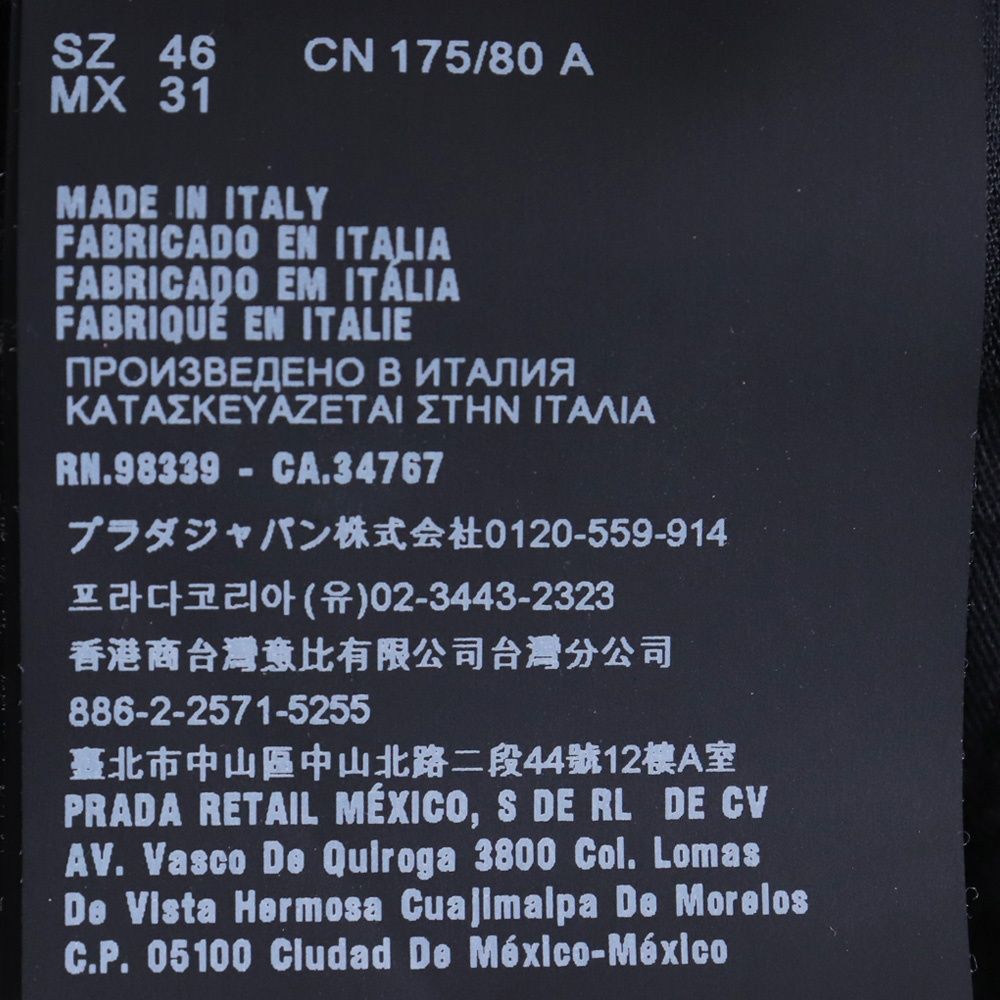 SZ 46 CN 175/80 A
MX 31
MADE IN ITALY
FABRICADO EN ITALIA
FABRICADO EM ITÁLIA
FABRIQUÉ EN ITALIE
ПРОИЗВЕДЕНО В ИТАЛИЯ
ΚΑΤΑΣΚΕΥΑΖΕΤΑΙ ΣΤΗΝ ΙΤΑΛΙΑ
RN.98339 - CA.34767
プラダジャパン株式会社0120-559-914
프라다코리아(유)02-3443-2323
香港商台灣意比有限公司台灣分公司
886-2-2571-5255
臺北市中山區中山北路二段44號12樓A室
PRADA RETAIL MÉXICO, S DE RL DE CV
AV. Vasco De Quiroga 3800 Col. Lomas
De Vista Hermosa Cuajimalpa De Morelos
C.P. 05100 Ciudad De México-México